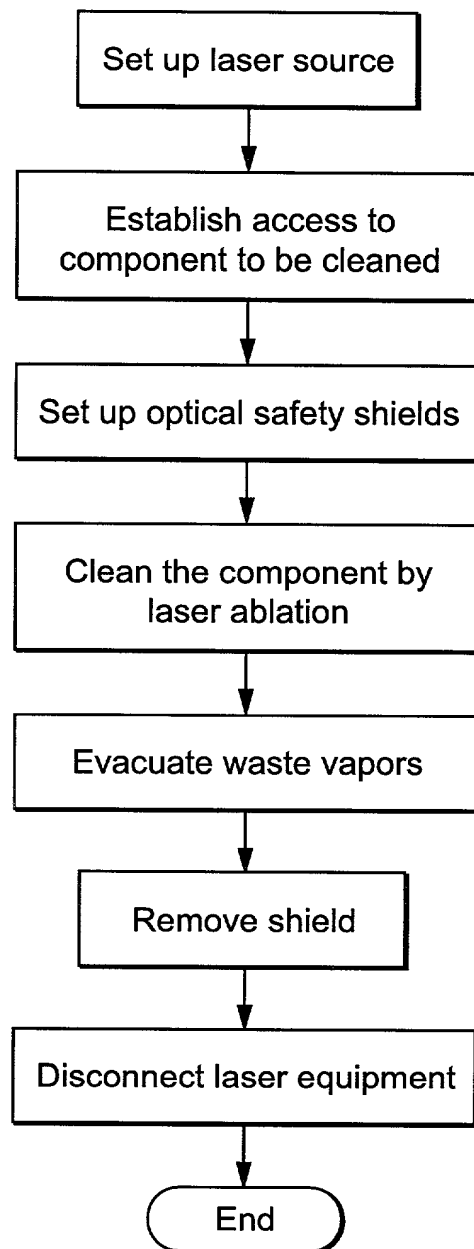 Set up laser source
Establish access to
component to be cleaned
Set up optical safety shields
Clean the component by
laser ablation
Evacuate waste vapors
Remove shield
Disconnect laser equipment
End